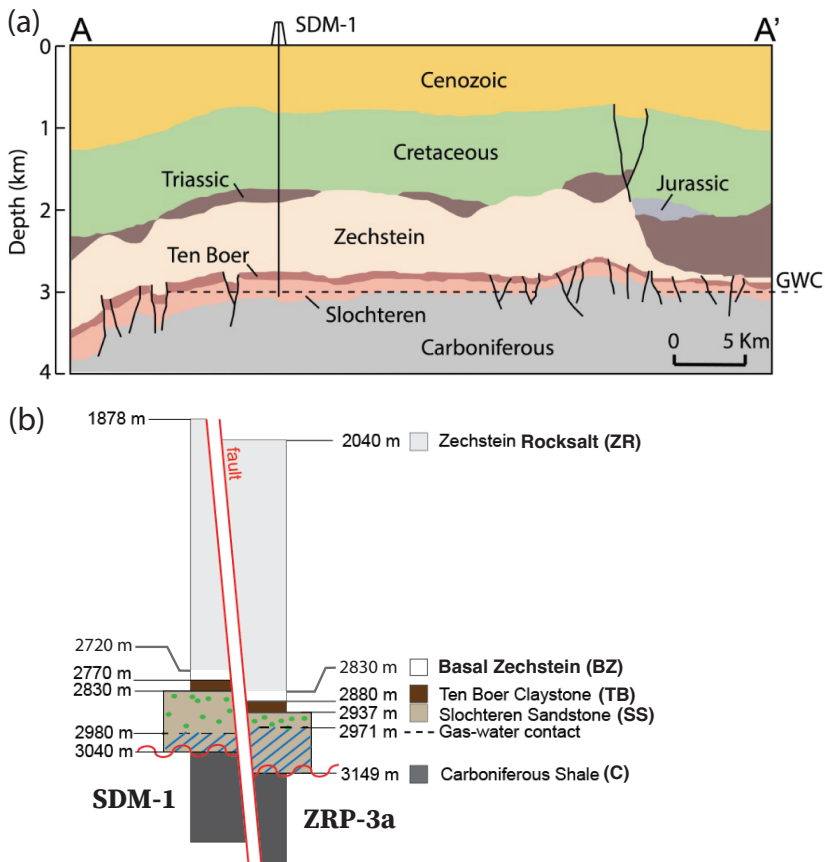 (a)
A
SDM-1
A'
0
1
2
3
4
Depth (km)
Cenozoic
Cretaceous
Triassic
Jurassic
Zechstein
Ten Boer
GWC
Slochteren
Carboniferous
0 5 Km
(b)
1878 m
fault
2040 m
Zechstein Rocksalt (ZR)
2720 m
2770 m
2830 m
2980 m
3040 m
2830 m
Basal Zechstein (BZ)
2880 m
Ten Boer Claystone (TB)
2937 m
Slochteren Sandstone (SS)
2971 m
Gas-water contact
3149 m
Carboniferous Shale (C)
SDM-1
ZRP-3a